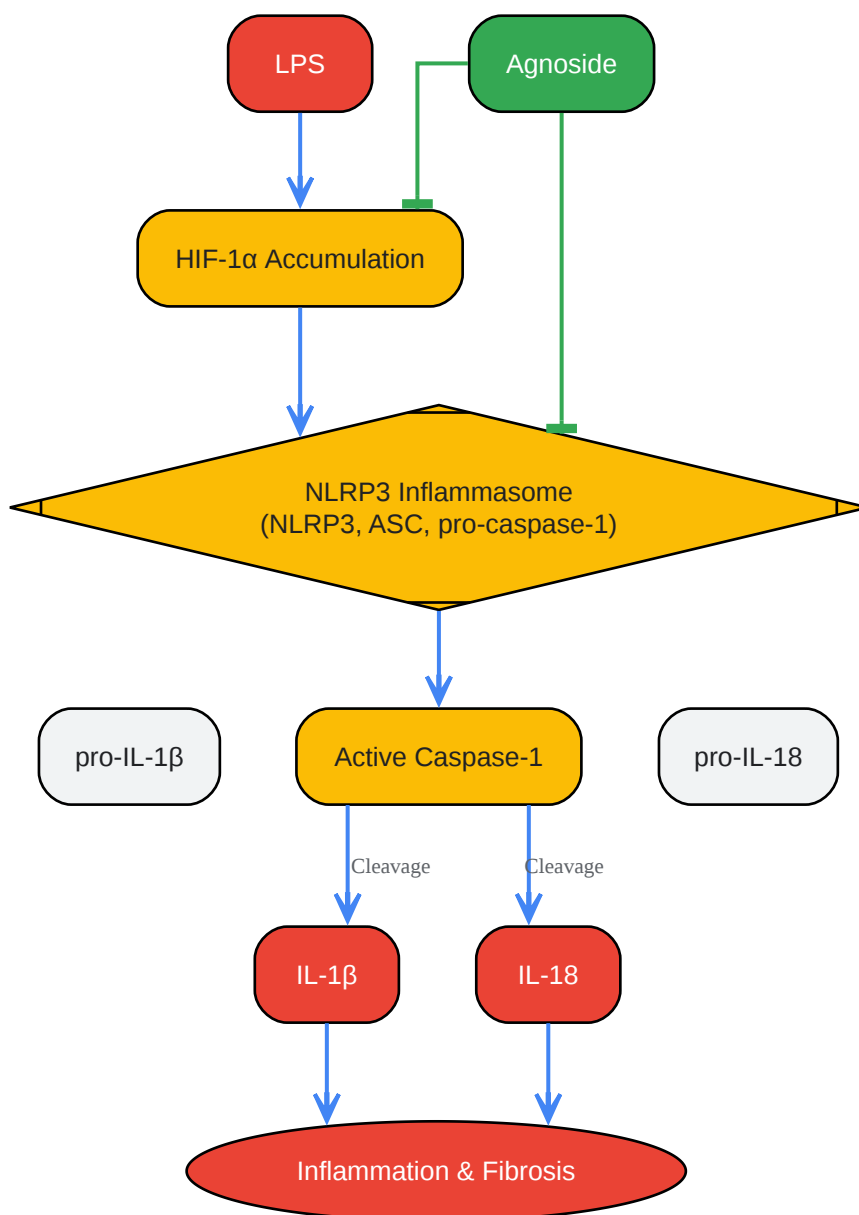 LPS
Agnoside
HIF-1α Accumulation
NLRP3 Inflammasome
(NLRP3, ASC, pro-caspase-1)
pro-IL-1β
Active Caspase-1
pro-IL-18
Cleavage
Cleavage
IL-1β
IL-18
Inflammation & Fibrosis